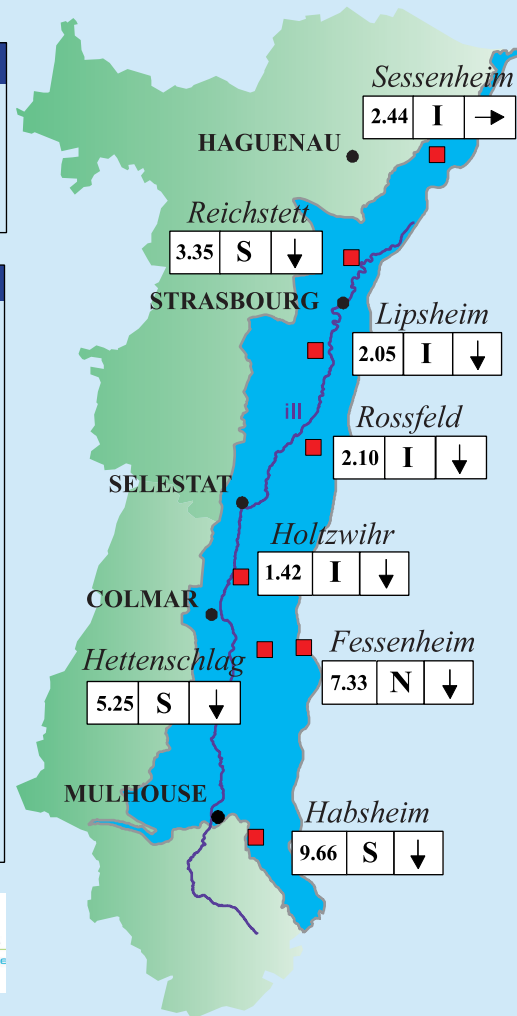 Sessenheim
2.44 I →
HAGUENAU
Reichstett
3.35 S ↓
STRASBOURG
Lipsheim
2.05 I ↓
ill
Rossfeld
2.10 I ↓
SELESTAT
Holtzwihr
1.42 I ↓
COLMAR
Fessenheim
7.33 N ↓
Hettenschlag
5.25 S ↓
MULHOUSE
Habsheim
9.66 S ↓
e